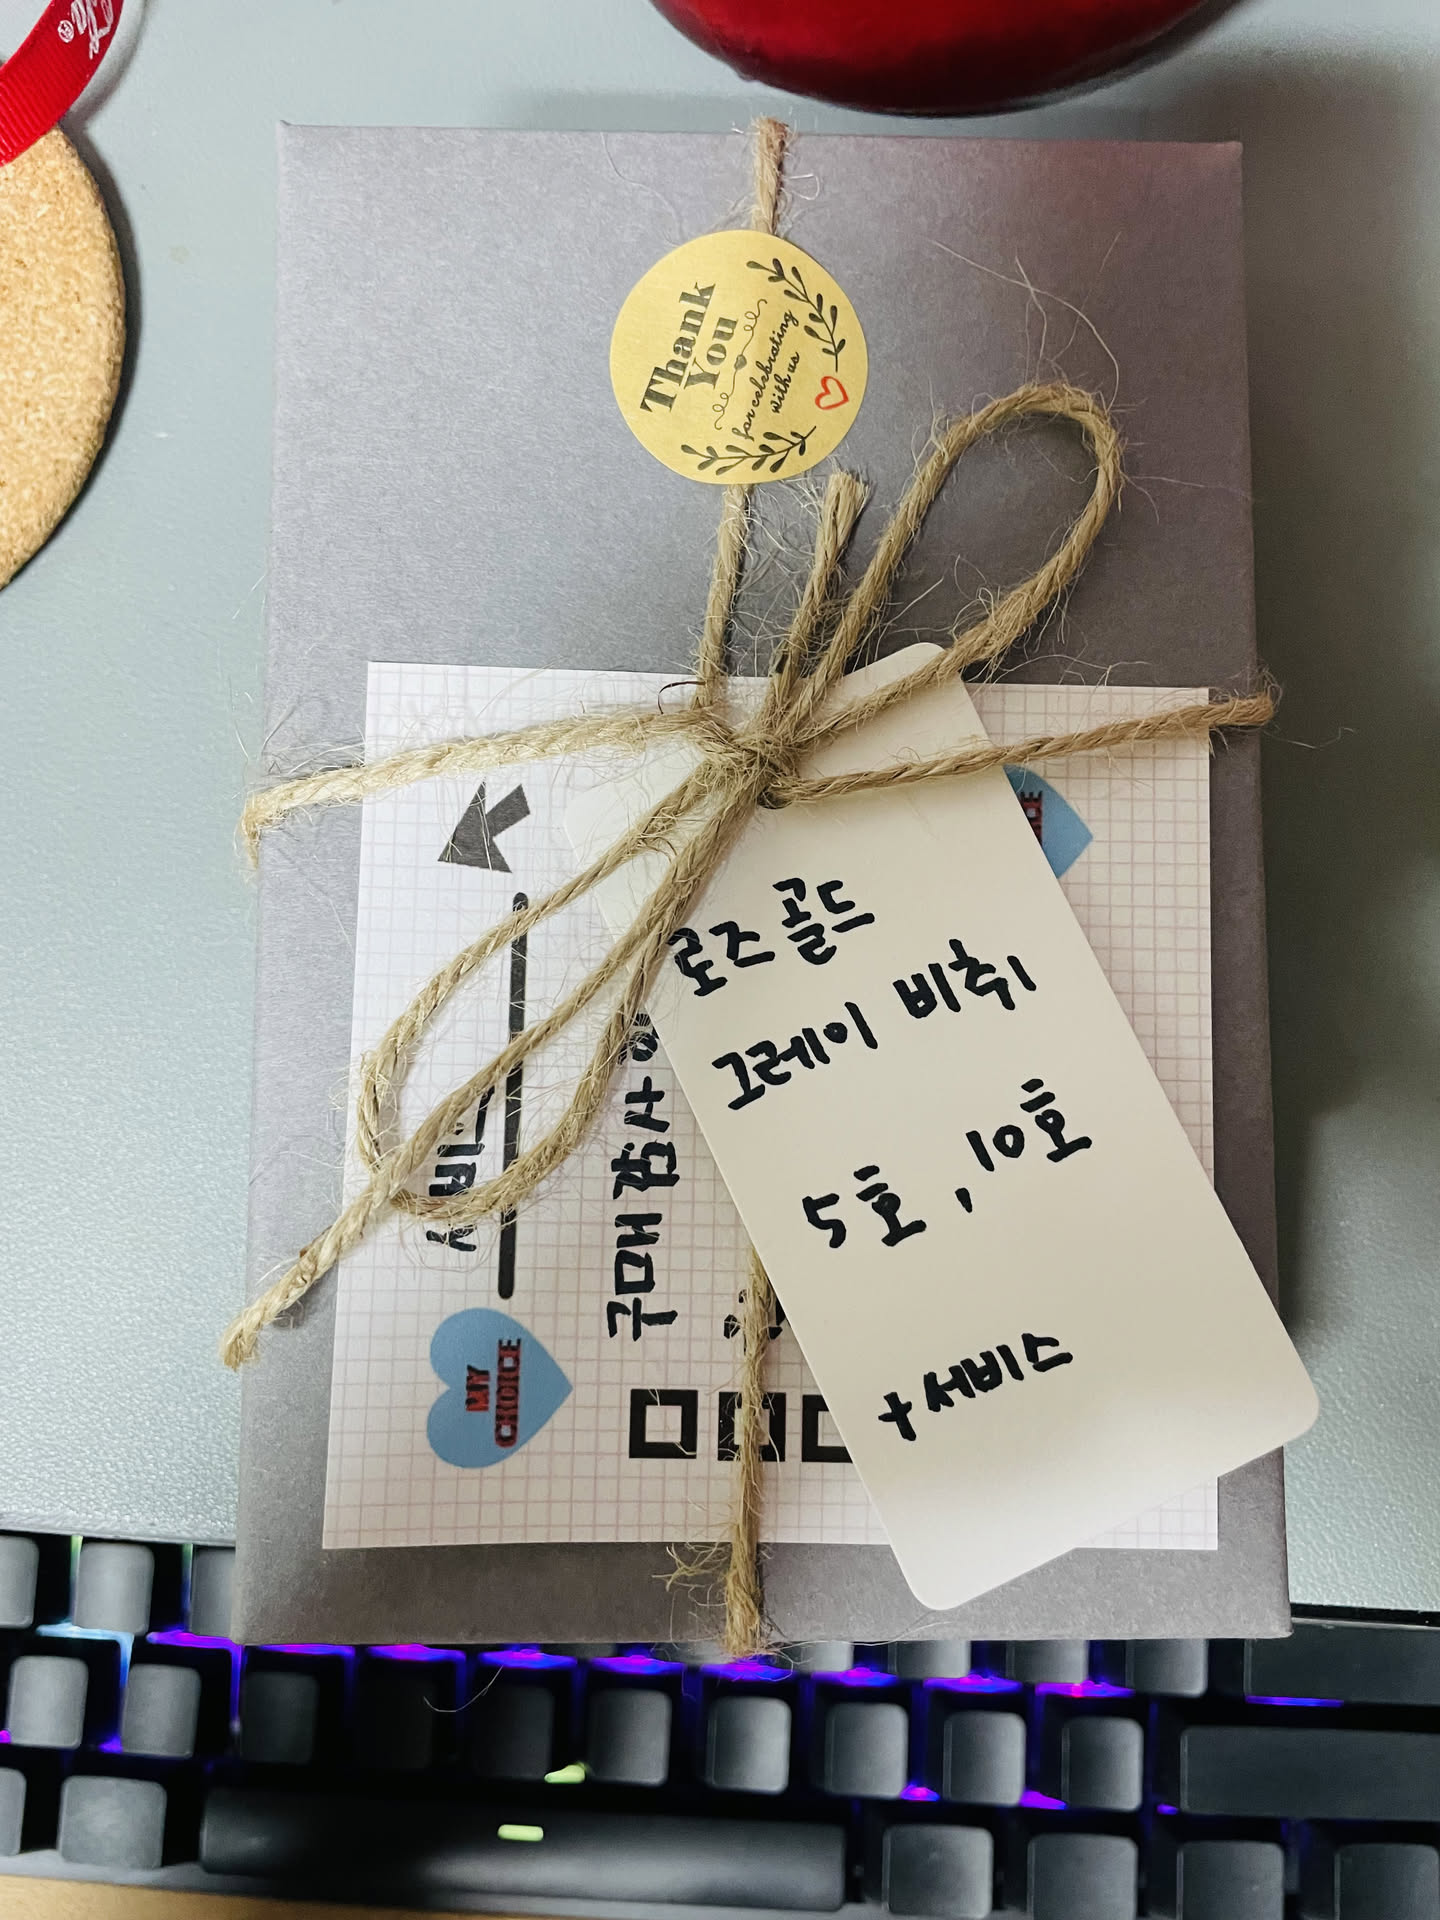 Thank
You
for celebrating
with us
로즈골드
그레이 비취
5호, 10호
+서비스
구매 감사
MY
CHOICE